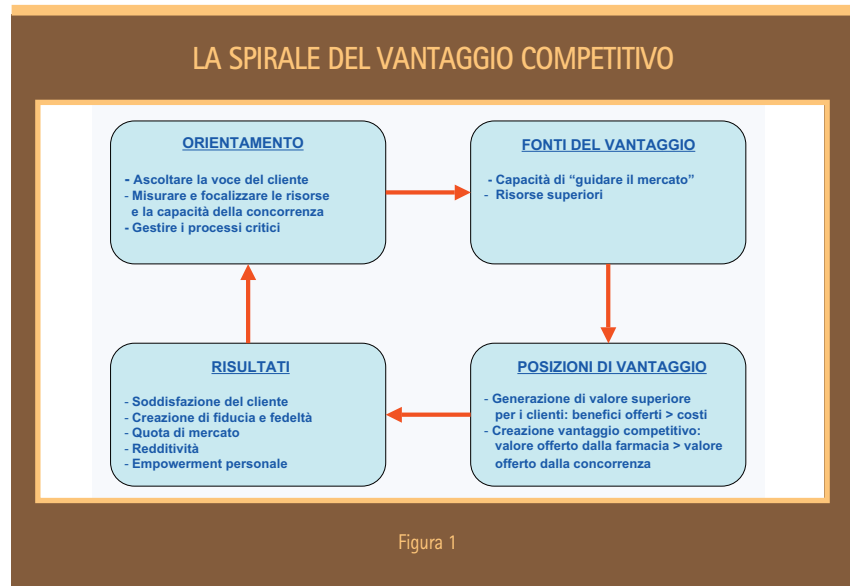 LA SPIRALE DEL VANTAGGIO COMPETITIVO
ORIENTAMENTO
- Ascoltare la voce del cliente
- Misurare e focalizzare le risorse
e la capacità della concorrenza
- Gestire i processi critici
FONTI DEL VANTAGGIO
- Capacità di “guidare il mercato”
- Risorse superiori
RISULTATI
- Soddisfazione del cliente
- Creazione di fiducia e fedeltà
- Quota di mercato
- Redditività
- Empowerment personale
POSIZIONI DI VANTAGGIO
- Generazione di valore superiore
per i clienti: benefici offerti > costi
- Creazione vantaggio competitivo:
valore offerto dalla farmacia > valore
offerto dalla concorrenza
Figura 1